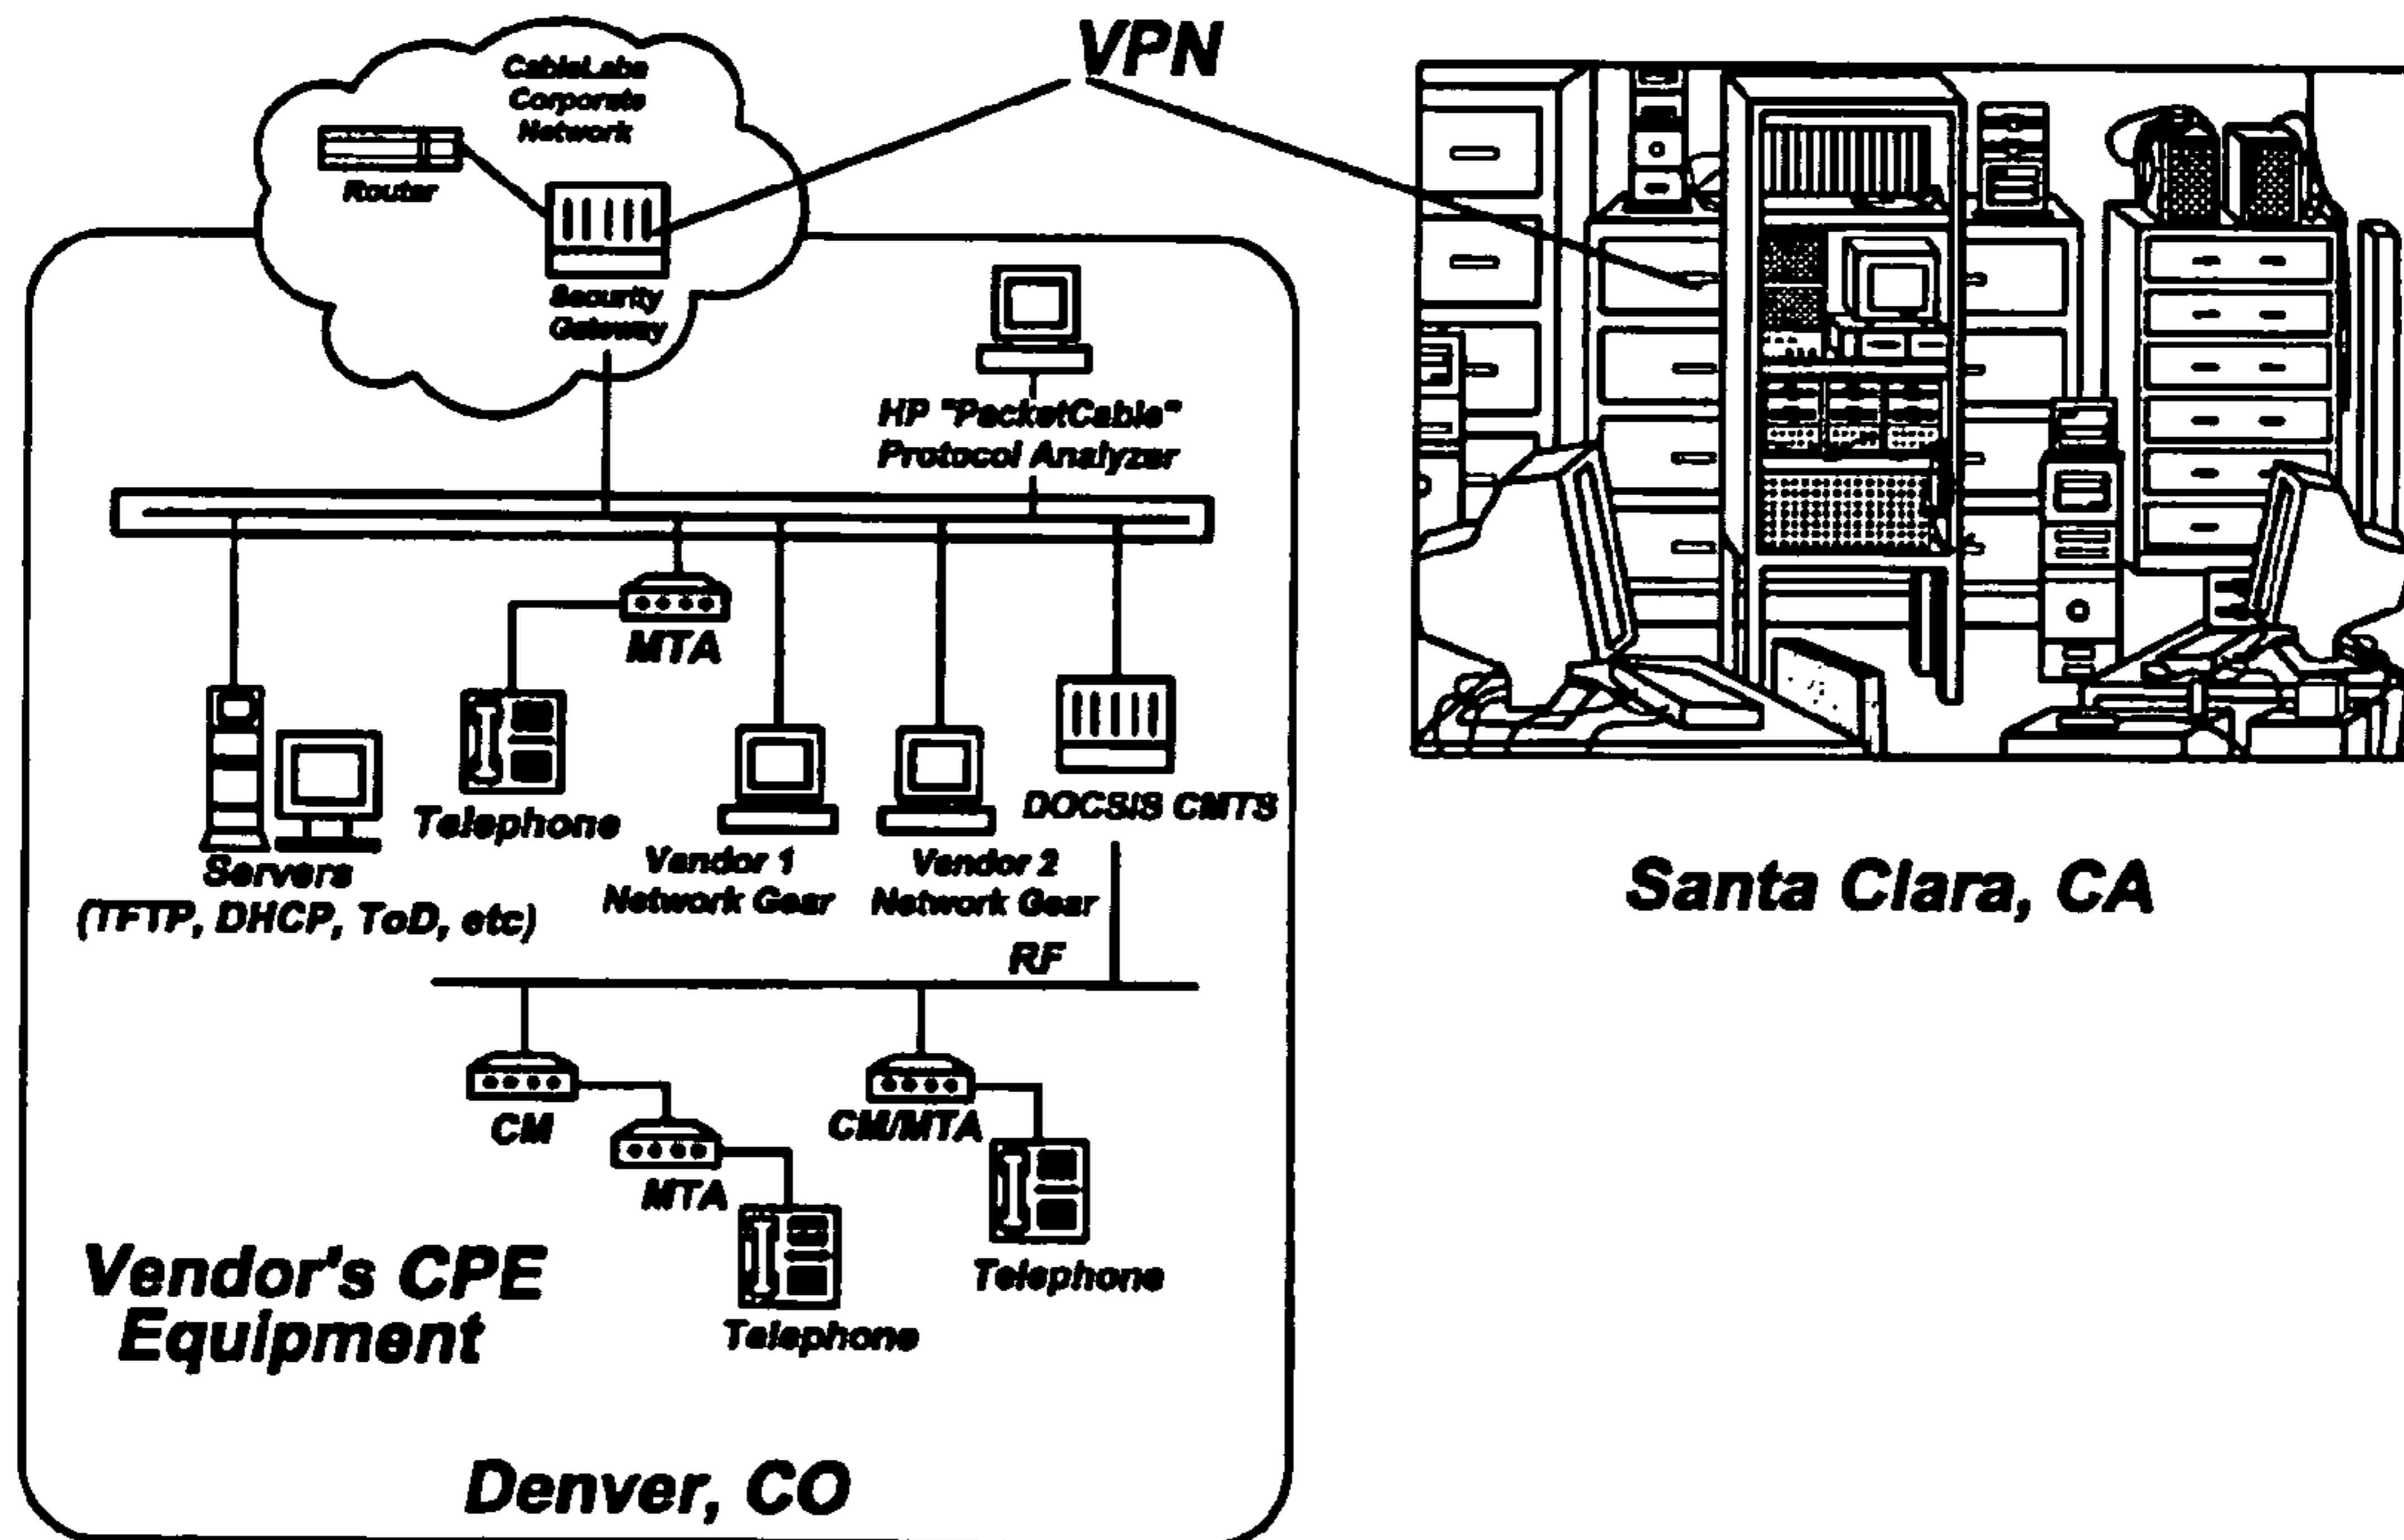 VPN
CableLabs
Corporate
Network
Router
Security
Gateway
HP "PacketCable"
Protocol Analyzer
MTA
Telephone
DOCSIS CMTS
Servers
(TFTP, DHCP, ToD, etc)
Vendor 1
Network Gear
Vendor 2
Network Gear
RF
CM
CM/MTA
MTA
Telephone
Telephone
Vendor's CPE
Equipment
Denver, CO
Santa Clara, CA